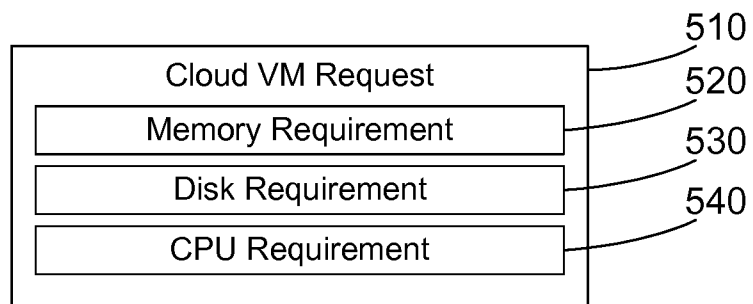 510
Cloud VM Request
520
Memory Requirement
530
Disk Requirement
540
CPU Requirement